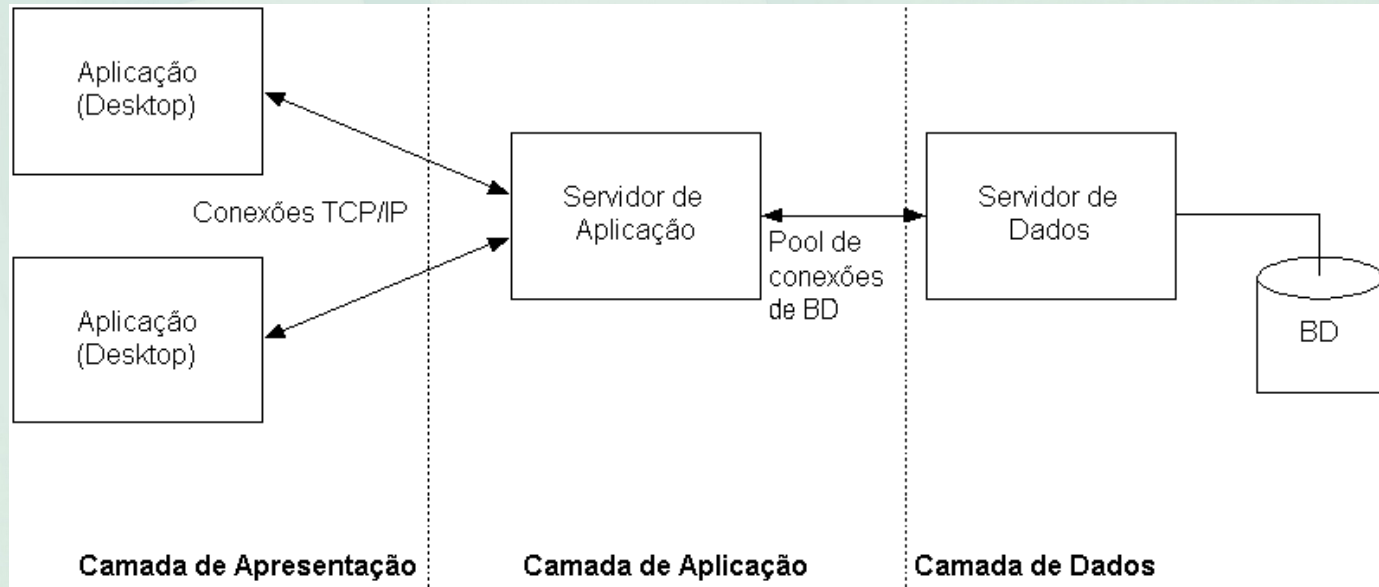 Aplicação
(Desktop)
Conexões TCP/IP
Aplicação
(Desktop)
Servidor de
Aplicação
Pool de
conexões
de BD
Servidor de
Dados
BD
Camada de Apresentação
Camada de Aplicação
Camada de Dados